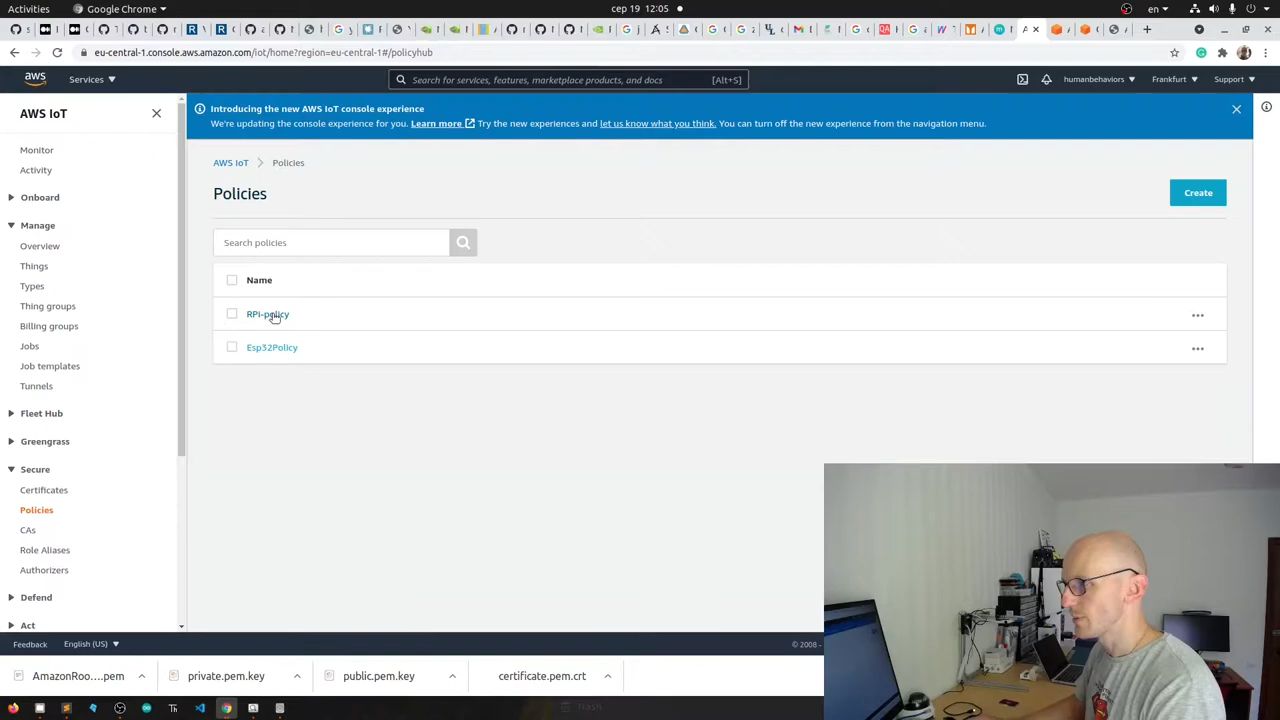 Activities
Google Chrome
сер 19 12:05
en
eu-central-1.console.aws.amazon.com/iot/home?region=eu-central-1#/policyhub
aws
Services
Search for services, features, marketplace products, and docs
[Alt+S]
humanbehaviors
Frankfurt
Support
AWS IoT
Monitor
Activity
Onboard
Manage
Overview
Things
Types
Thing groups
Billing groups
Jobs
Job templates
Tunnels
Fleet Hub
Greengrass
Secure
Certificates
Policies
CAs
Role Aliases
Authorizers
Defend
Act
Introducing the new AWS IoT console experience
We're updating the console experience for you. Learn more Try the new experiences and let us know what you think. You can turn off the new experience from the navigation menu.
AWS IoT
Policies
Policies
Create
Search policies
Name
RPi-policy
Esp32Policy
Feedback
English (US)
© 2008 -
AmazonRoo....pem
private.pem.key
public.pem.key
certificate.pem.crt